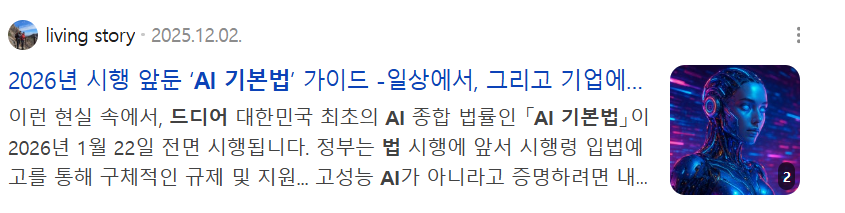 living story · 2025.12.02.
2026년 시행 앞둔 ‘AI 기본법’ 가이드 -일상에서, 그리고 기업에...
이런 현실 속에서, 드디어 대한민국 최초의 AI 종합 법률인 「AI 기본법」이
2026년 1월 22일 전면 시행됩니다. 정부는 법 시행에 앞서 시행령 입법예
고를 통해 구체적인 규제 및 지원... 고성능 AI가 아니라고 증명하려면 내...
2